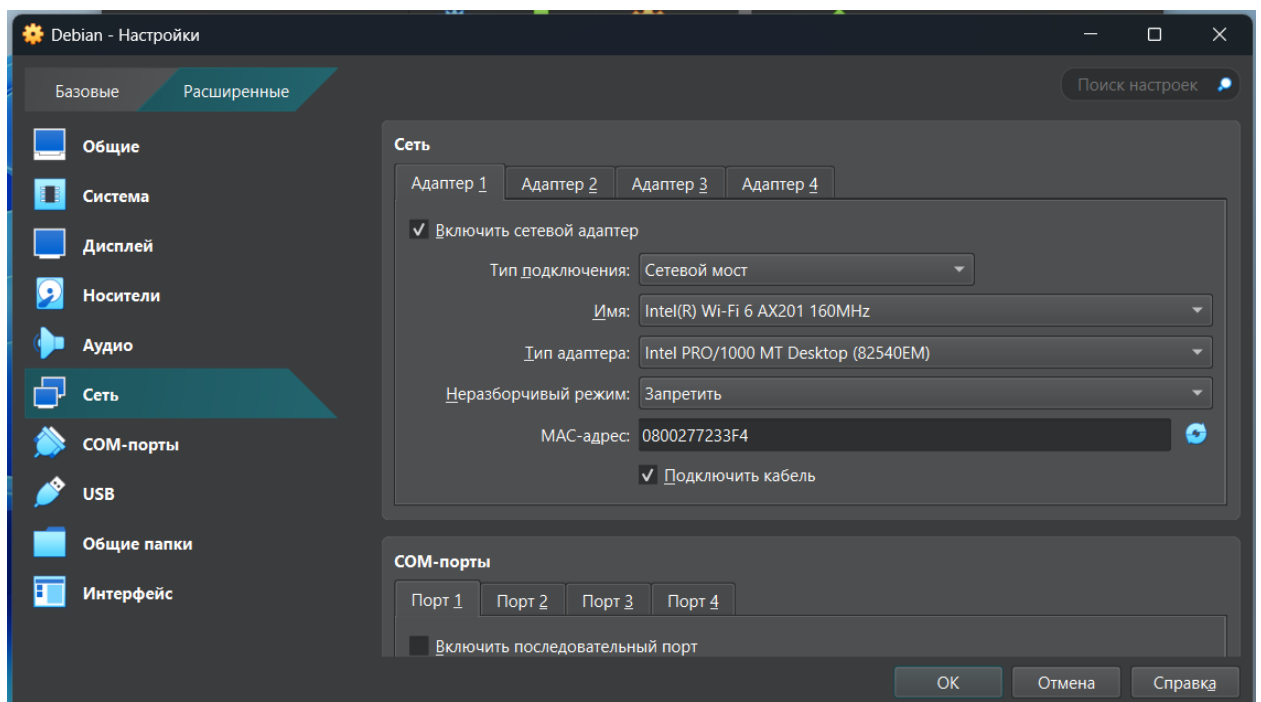 Debian - Настройки
Базовые
Расширенные
Поиск настроек
Общие
Система
Дисплей
Носители
Аудио
Сеть
COM-порты
USB
Общие папки
Интерфейс
Сеть
Адаптер 1 Адаптер 2 Адаптер 3 Адаптер 4
Включить сетевой адаптер
Тип подключения: Сетевой мост
Имя: Intel(R) Wi-Fi 6 AX201 160MHz
Тип адаптера: Intel PRO/1000 MT Desktop (82540EM)
Неразборчивый режим: Запретить
MAC-адрес: 0800277233F4
Подключить кабель
COM-порты
Порт 1 Порт 2 Порт 3 Порт 4
Включить последовательный порт
OK Отмена Справка